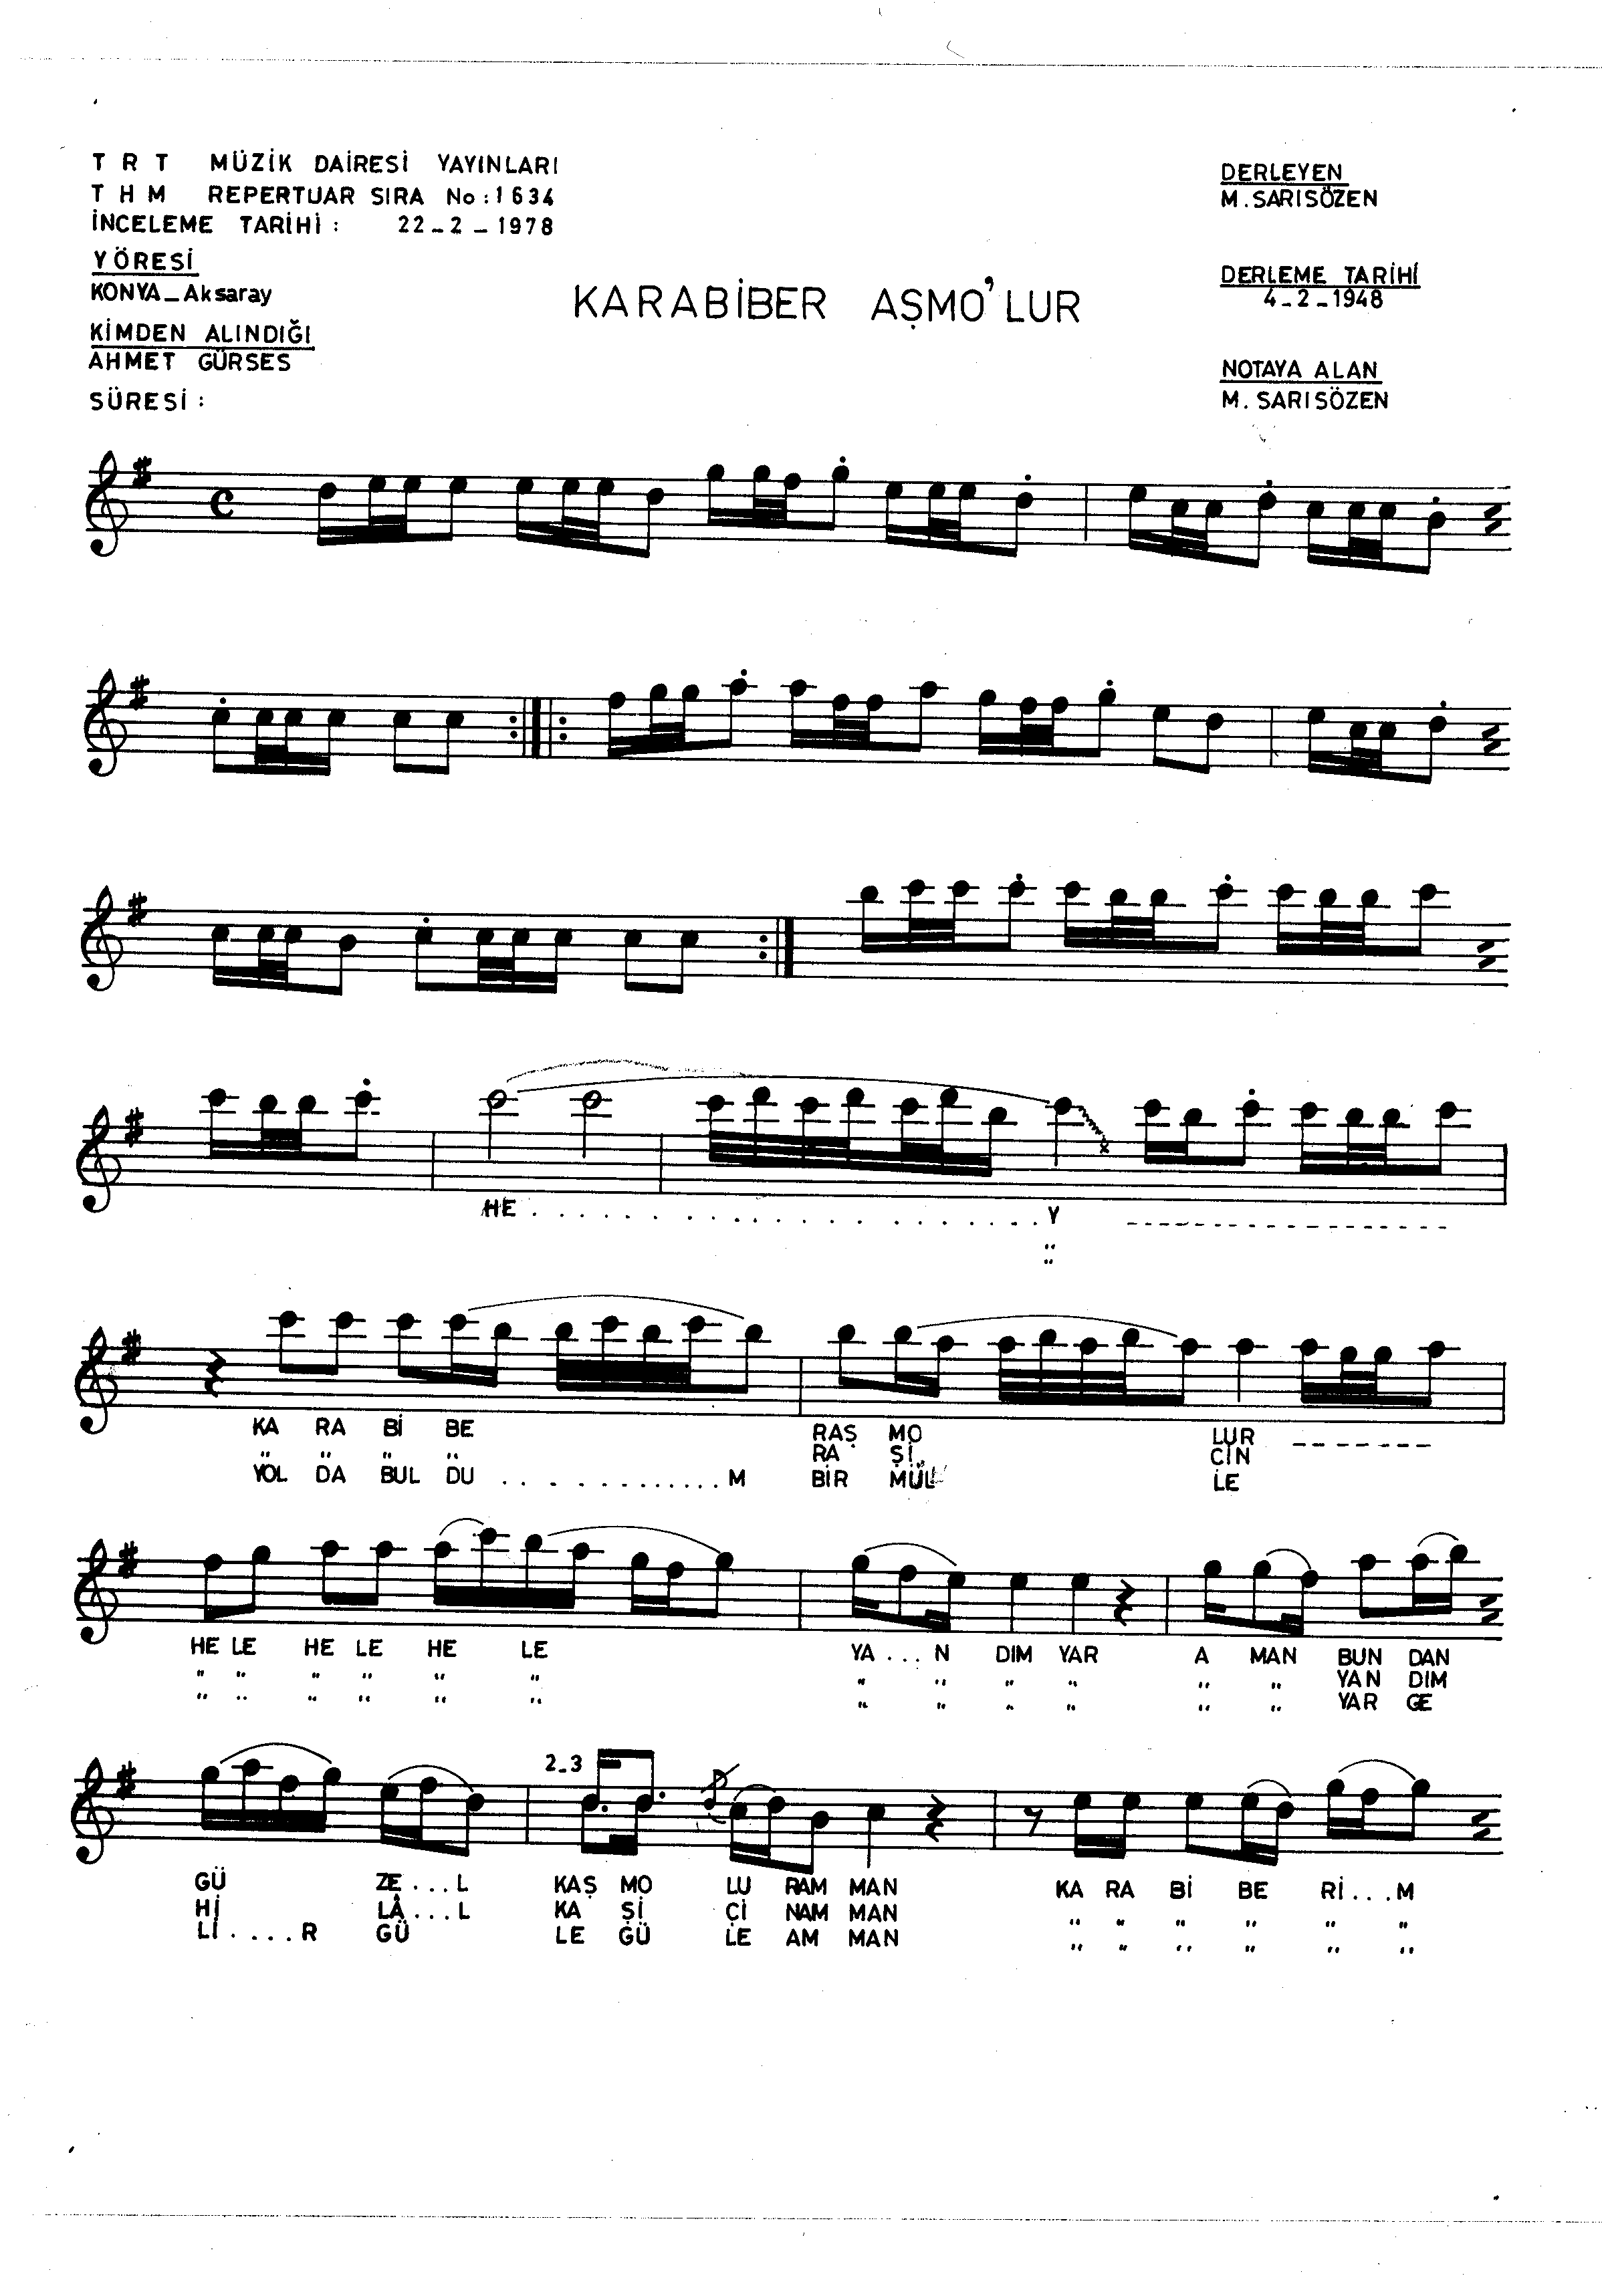 T R T MÜZİK DAİRESİ YAYINLARI
T H M REPERTUAR SIRA No : 1634
İNCELEME TARİHİ : 22-2-1978
YÖRESİ
KONYA-Aksaray
KİMDEN ALINDIĞI
AHMET GÜRSES
SÜRESİ :
KARABİBER AŞMO'LUR
DERLEYEN
M.SARISÖZEN
DERLEME TARİHİ
4-2-1948
NOTAYA ALAN
M. SARISÖZEN
HE . . . . . . . . . . . . . . . . . . . Y - - - - - - - - - - - - - - - - -
" "
KA RA Bİ BE RAŞ MO LUR - - - - - - -
" " " " RA Şİ ÇİN
YOL DA BUL DU . . . . . . . . . . . . M BİR MÜL LE
HE LE HE LE HE LE YA . . . N DIM YAR A MAN BUN DAN
" " " " " " " " " " " " YAN DIM
" " " " " " " " " " " " YAR GE
2-3
GÜ ZE . . . L KAŞ MO LU RAM MAN KA RA Bİ BE Rİ . . . M
Hİ LÂ . . . L KA Şİ Çİ NAM MAN " " " " " "
Lİ . . . . R GÜ LE GÜ LE AM MAN " " " " " "